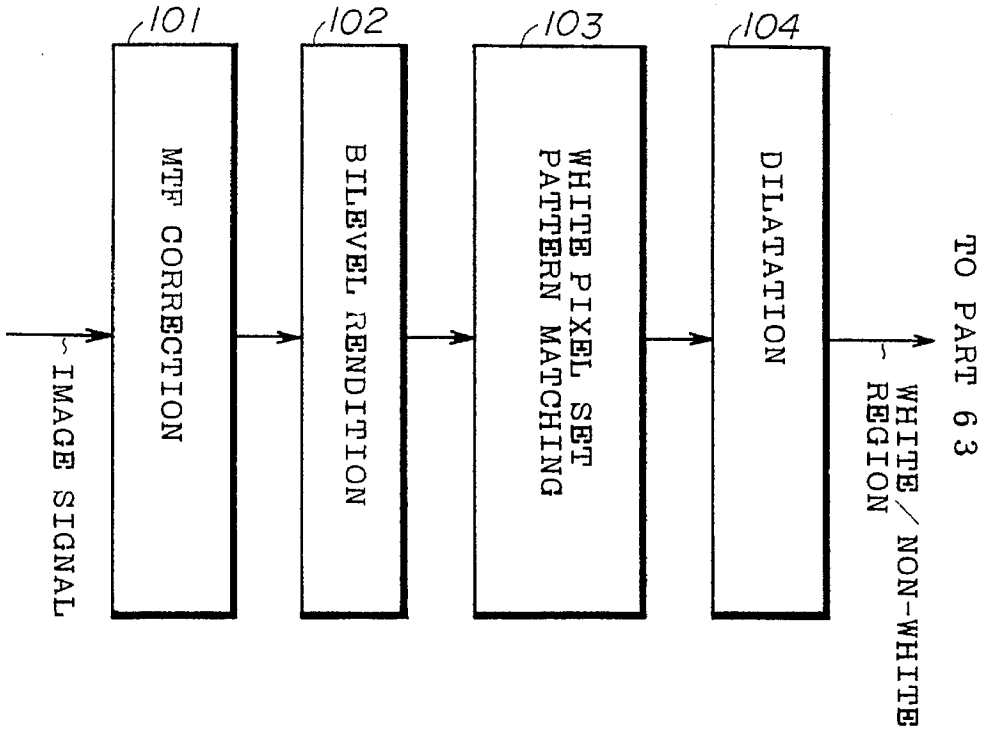 101
102
103
104
IMAGE SIGNAL
MTF CORRECTION
BILEVEL RENDITION
WHITE PIXEL SET
PATTERN MATCHING
DILATATION
WHITE/NON-WHITE
REGION
TO PART 63